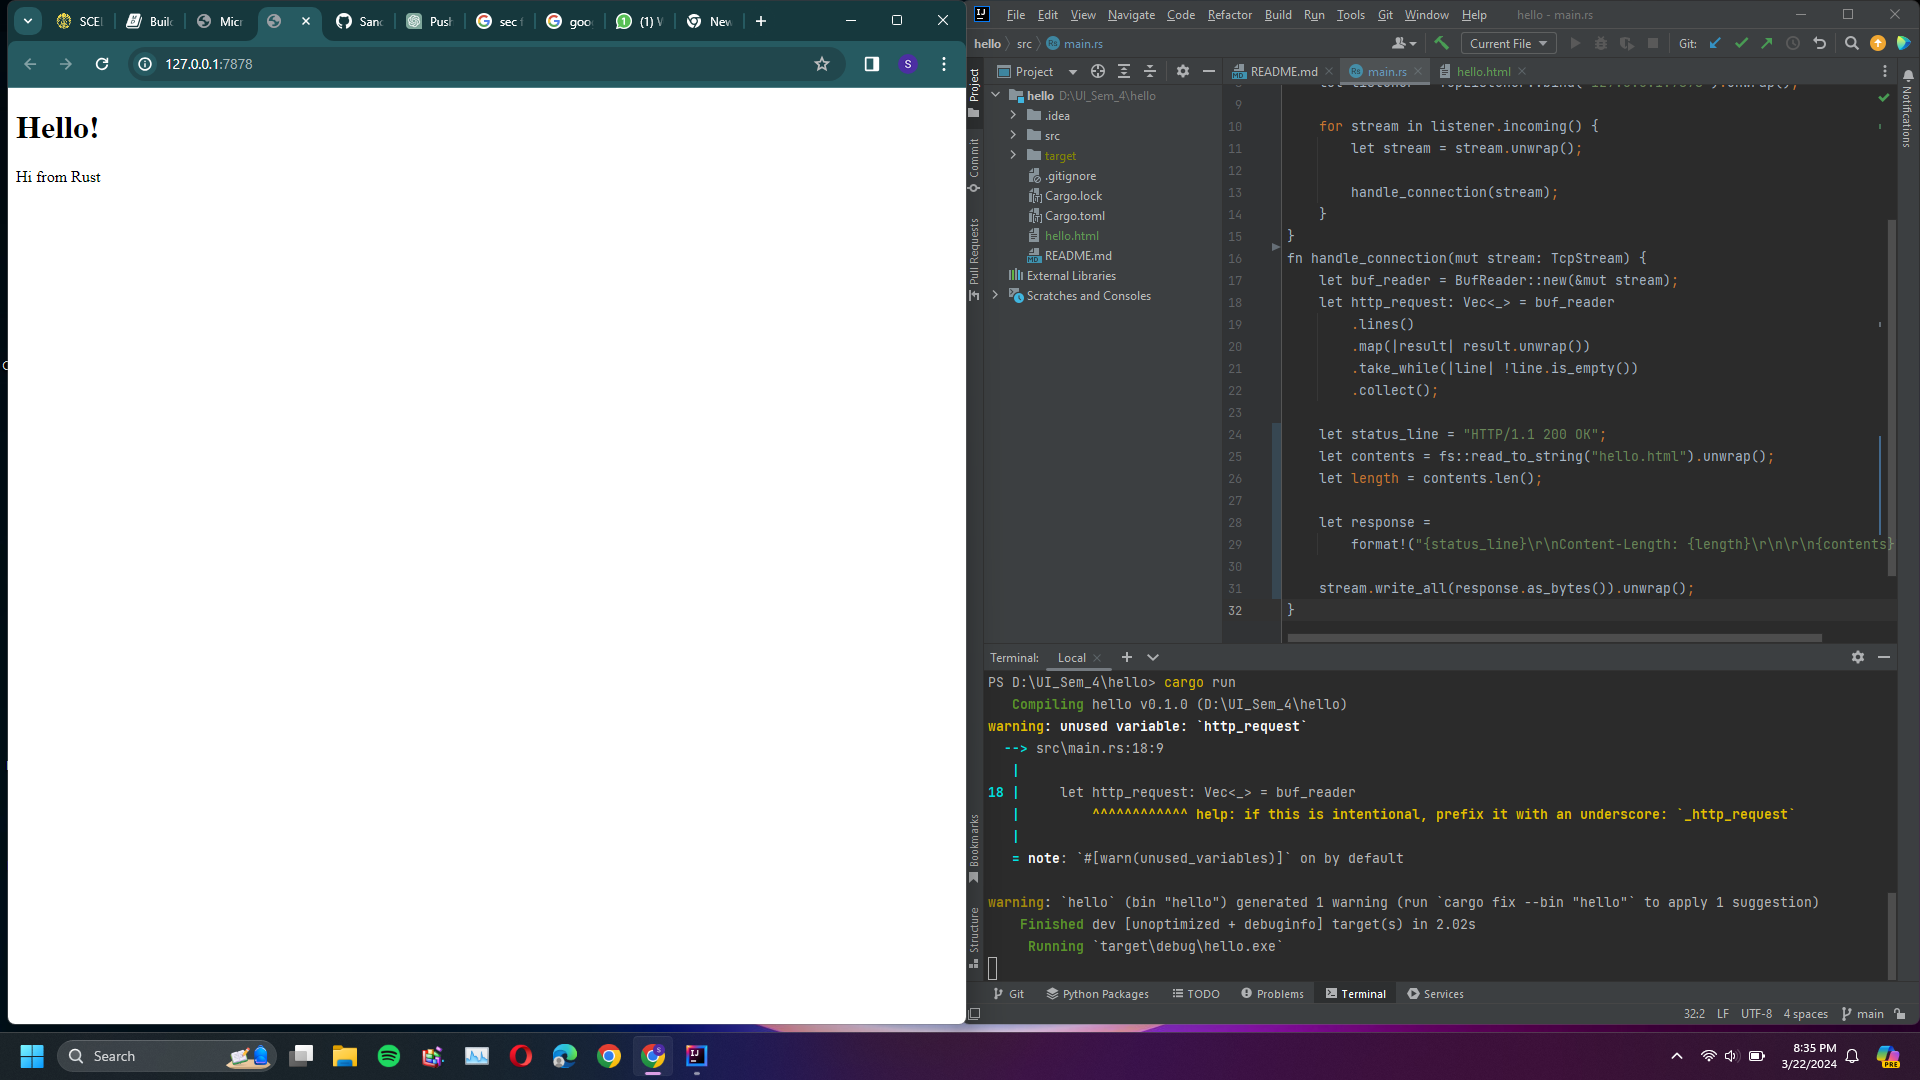 SCEI
Buil
Micr
San
Push
sec f
goo
(1) W
New
127.0.0.1:7878
S
Hello!
Hi from Rust
File Edit View Navigate Code Refactor Build Run Tools Git Window Help hello - main.rs
hello src main.rs
Current File
Git:
Project
README.md
main.rs
hello.html
hello D:\UI_Sem_4\hello
.idea
src
target
.gitignore
Cargo.lock
Cargo.toml
hello.html
README.md
External Libraries
Scratches and Consoles
Project
Commit
Pull Requests
Bookmarks
Structure
Notifications
9
10 for stream in listener.incoming() {
11 let stream = stream.unwrap();
12
13 handle_connection(stream);
14 }
15 }
16 fn handle_connection(mut stream: TcpStream) {
17 let buf_reader = BufReader::new(&mut stream);
18 let http_request: Vec<_> = buf_reader
19 .lines()
20 .map(|result| result.unwrap())
21 .take_while(|line| !line.is_empty())
22 .collect();
23
24 let status_line = "HTTP/1.1 200 OK";
25 let contents = fs::read_to_string("hello.html").unwrap();
26 let length = contents.len();
27
28 let response =
29 format!("{status_line}\r\nContent-Length: {length}\r\n\r\n{contents}
30
31 stream.write_all(response.as_bytes()).unwrap();
32 }
Terminal: Local
PS D:\UI_Sem_4\hello> cargo run
Compiling hello v0.1.0 (D:\UI_Sem_4\hello)
warning: unused variable: `http_request`
--> src\main.rs:18:9
|
18 | let http_request: Vec<_> = buf_reader
| ^^^^^^^^^^^^ help: if this is intentional, prefix it with an underscore: `_http_request`
|
= note: `#[warn(unused_variables)]` on by default
warning: `hello` (bin "hello") generated 1 warning (run `cargo fix --bin "hello"` to apply 1 suggestion)
Finished dev [unoptimized + debuginfo] target(s) in 2.02s
Running `target\debug\hello.exe`
Git Python Packages TODO Problems Terminal Services
32:2 LF UTF-8 4 spaces main
Search
8:35 PM
3/22/2024
PRE